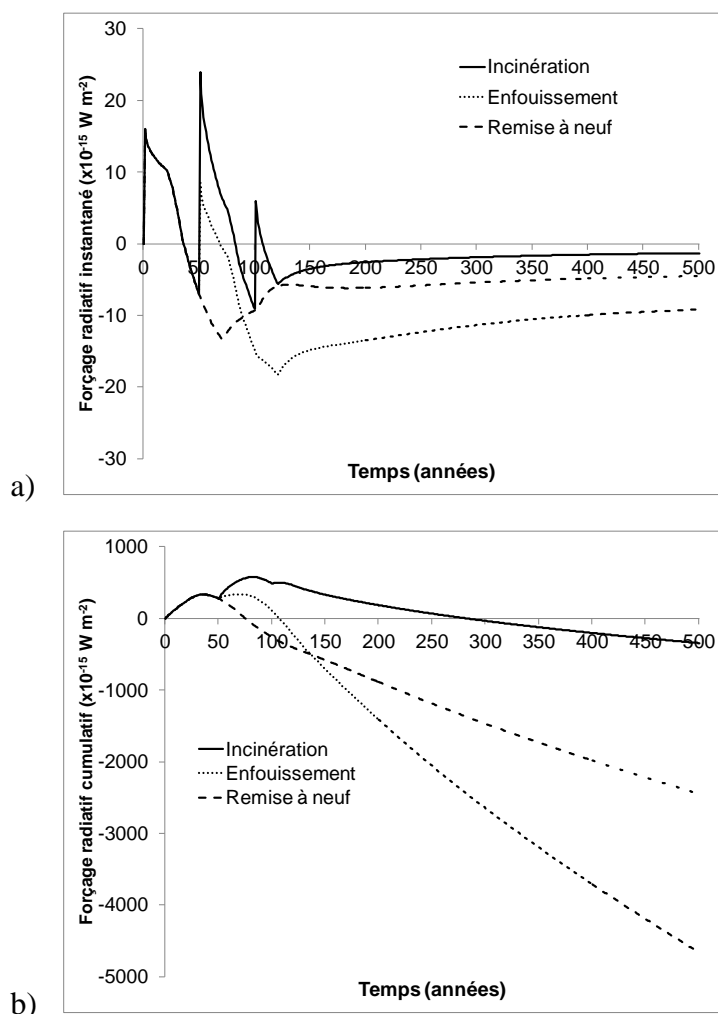 30
20
10
0
-10
-20
-30
0 50 100 150 200 250 300 350 400 450 500
Forçage radiatif instantané (x10-15 W m-2)
Incinération
Enfouissement
Remise à neuf
Temps (années)
a)
1000
0
-1000
-2000
-3000
-4000
-5000
0 50 100 150 200 250 300 350 400 450 500
Forçage radiatif cumulatif (x10-15 W m-2)
Incinération
Enfouissement
Remise à neuf
Temps (années)
b)